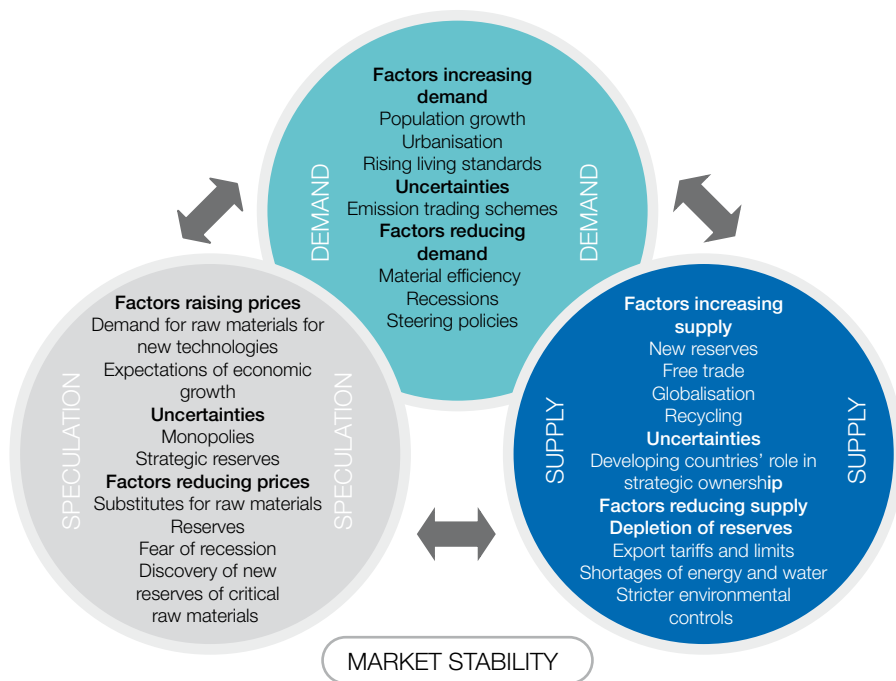 Factors increasing
demand
Population growth
Urbanisation
Rising living standards
Uncertainties
Emission trading schemes
Factors reducing
demand
Material efficiency
Recessions
Steering policies
DEMAND
DEMAND
Factors raising prices
Demand for raw materials for
new technologies
Expectations of economic
growth
Uncertainties
Monopolies
Strategic reserves
Factors reducing prices
Substitutes for raw materials
Reserves
Fear of recession
Discovery of new
reserves of critical
raw materials
SPECULATION
SPECULATION
Factors increasing
supply
New reserves
Free trade
Globalisation
Recycling
Uncertainties
Developing countries’ role in
strategic ownership
Factors reducing supply
Depletion of reserves
Export tariffs and limits
Shortages of energy and water
Stricter environmental
controls
SUPPLY
SUPPLY
MARKET STABILITY